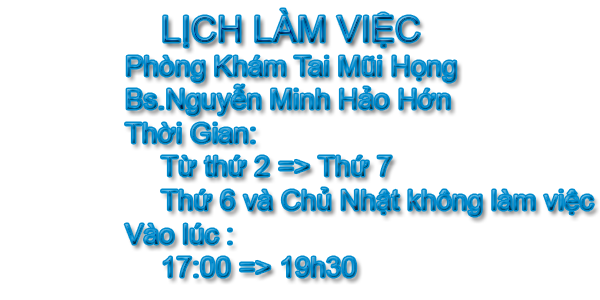 LỊCH LÀM VIỆC
Phòng Khám Tai Mũi Họng
Bs.Nguyễn Minh Hảo Hớn
Thời Gian:
Từ thứ 2 => Thứ 7
Thứ 6 và Chủ Nhật không làm việc
Vào lúc :
17:00 => 19h30